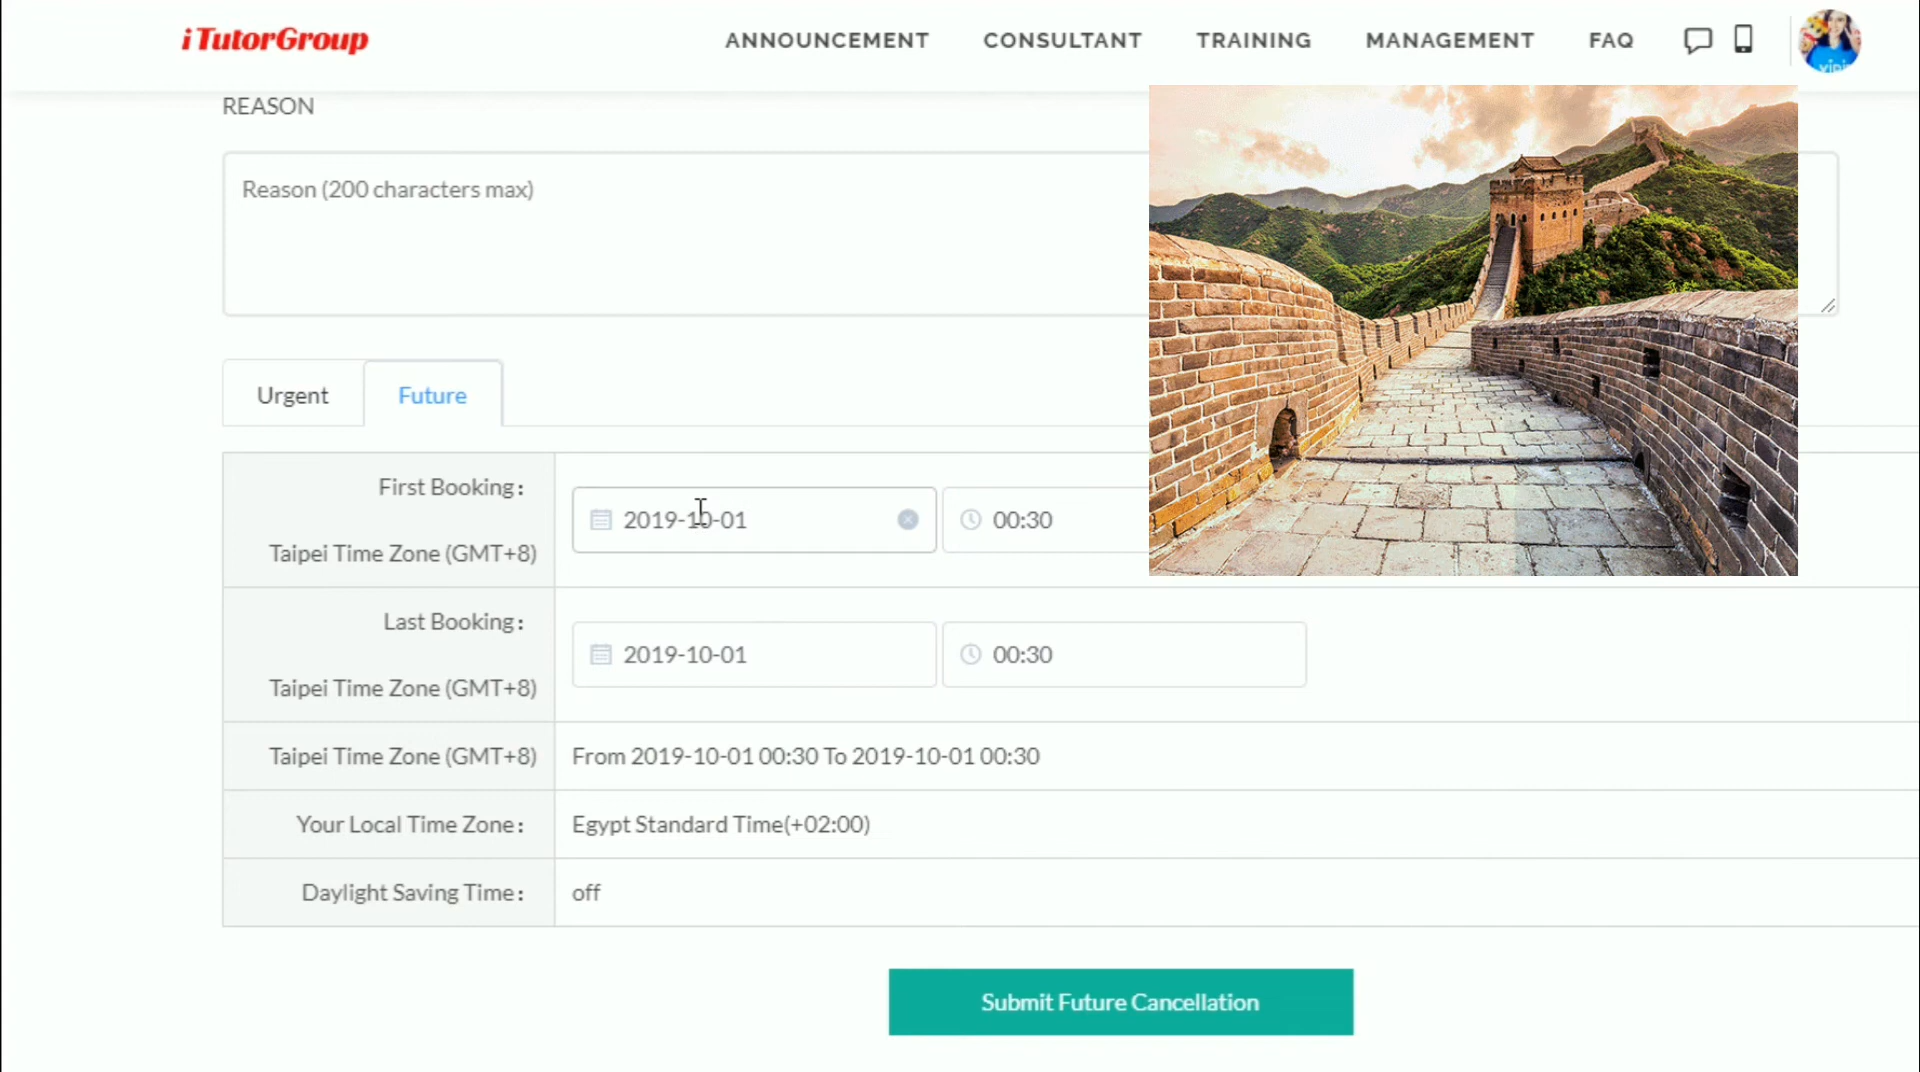 iTutorGroup
ANNOUNCEMENT
CONSULTANT
TRAINING
MANAGEMENT
FAQ
REASON
Reason (200 characters max)
Urgent
Future
First Booking:
Taipei Time Zone (GMT+8)
2019-10-01
00:30
Last Booking:
Taipei Time Zone (GMT+8)
2019-10-01
00:30
Taipei Time Zone (GMT+8)
From 2019-10-01 00:30 To 2019-10-01 00:30
Your Local Time Zone:
Egypt Standard Time(+02:00)
Daylight Saving Time:
off
Submit Future Cancellation